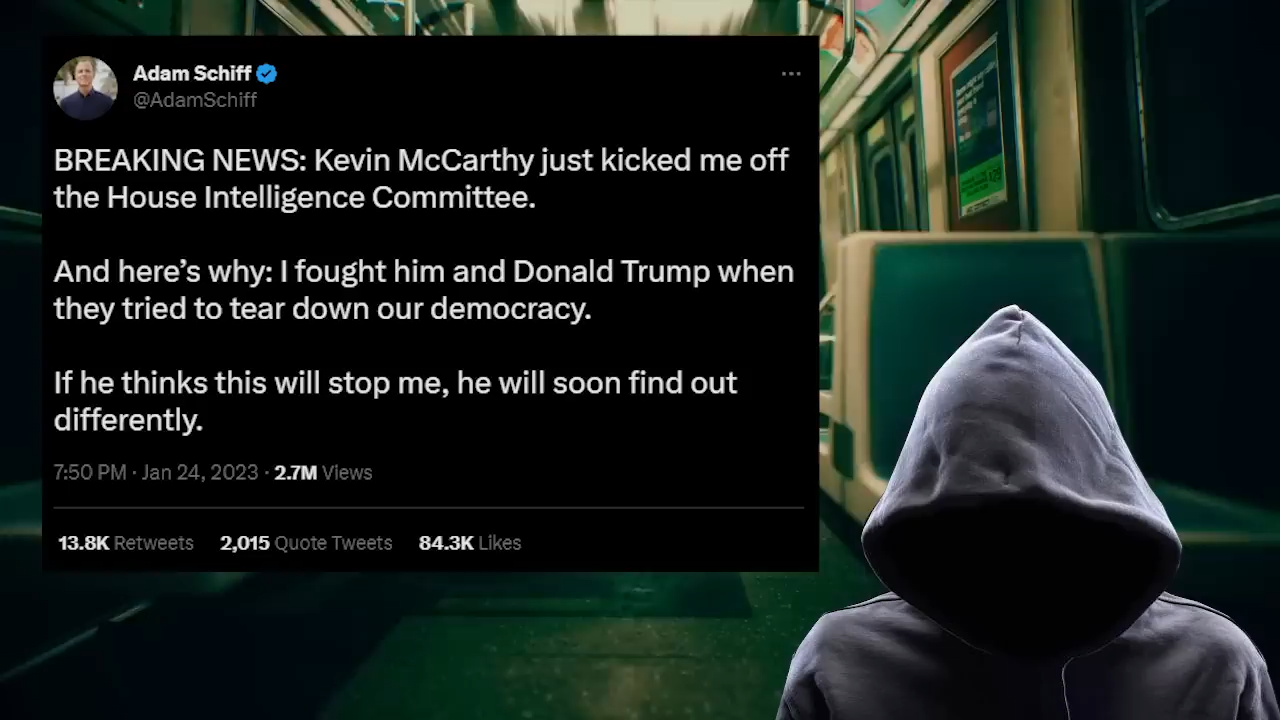 Adam Schiff
@AdamSchiff
BREAKING NEWS: Kevin McCarthy just kicked me off
the House Intelligence Committee.
And here’s why: I fought him and Donald Trump when
they tried to tear down our democracy.
If he thinks this will stop me, he will soon find out
differently.
7:50 PM · Jan 24, 2023 · 2.7M Views
13.8K Retweets 2,015 Quote Tweets 84.3K Likes